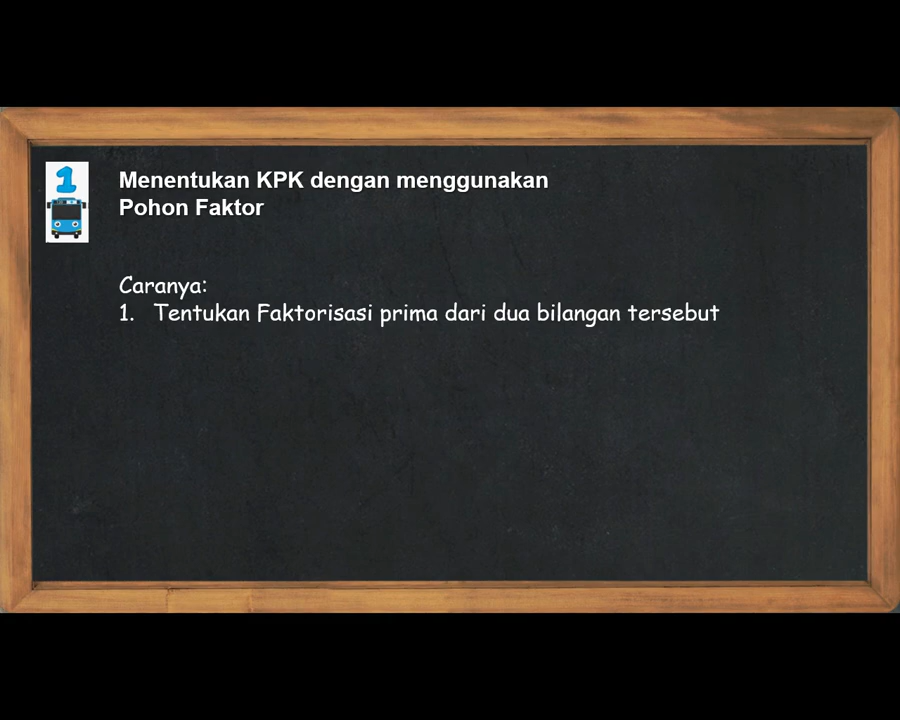 1
Menentukan KPK dengan menggunakan
Pohon Faktor
Caranya:
1. Tentukan Faktorisasi prima dari dua bilangan tersebut